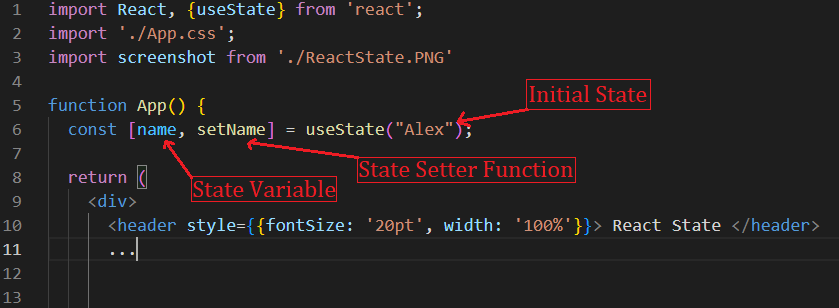 1 import React, {useState} from 'react';
2 import './App.css';
3 import screenshot from './ReactState.PNG'
4
Initial State
5 function App() {
6 const [name, setName] = useState("Alex");
7
State Setter Function
8 return (
State Variable
9 <div>
10 <header style={{fontSize: '20pt', width: '100%'}}> React State </header>
11 ...
12
13